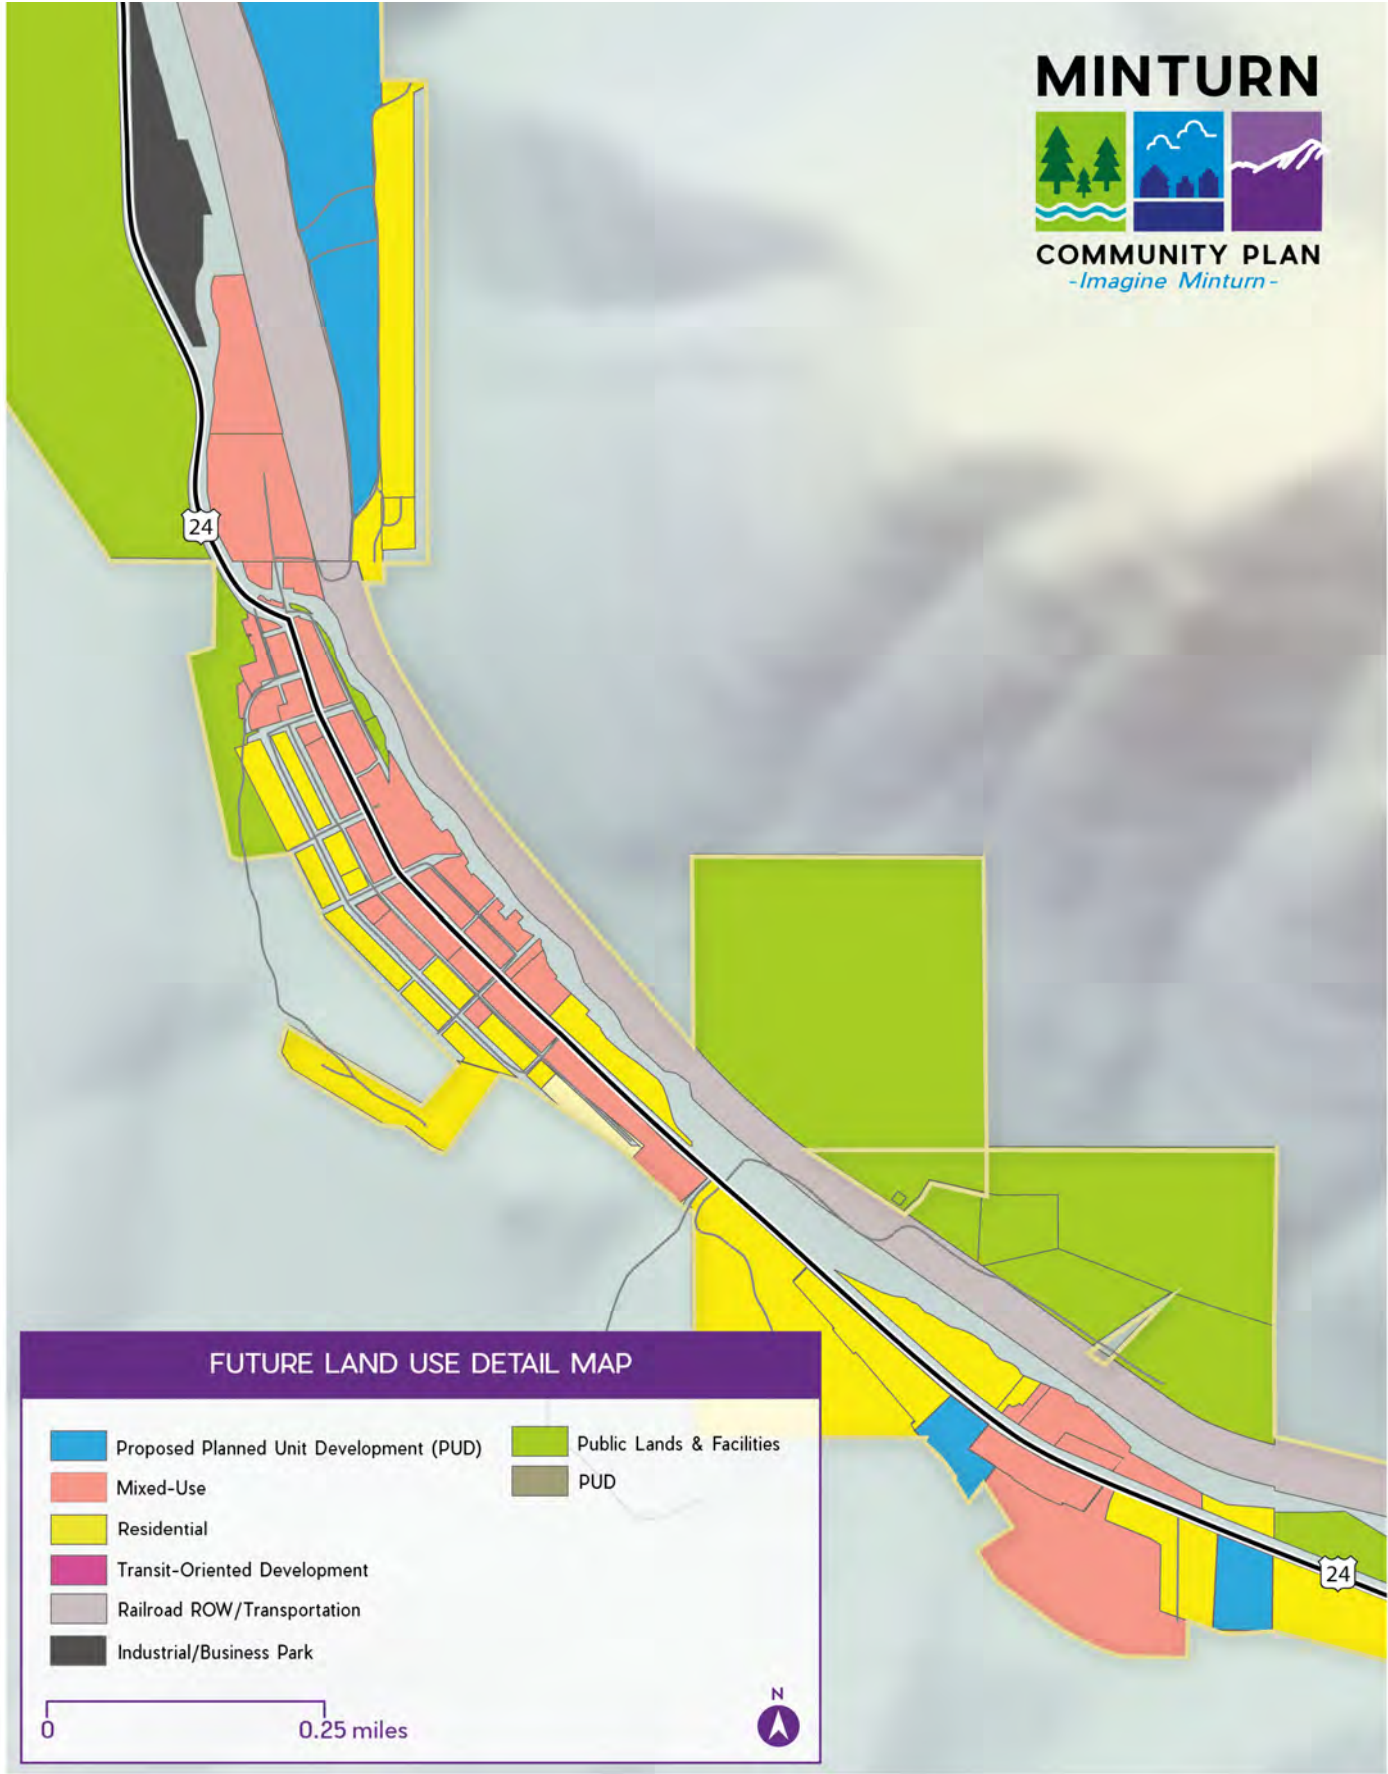 MINTURN
COMMUNITY PLAN
-Imagine Minturn-
24
FUTURE LAND USE DETAIL MAP
Proposed Planned Unit Development (PUD)
Mixed-Use
Residential
Transit-Oriented Development
Railroad ROW/Transportation
Industrial/Business Park
Public Lands & Facilities
PUD
24
0
0.25 miles
N